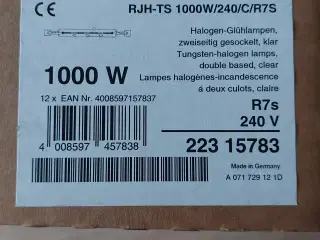 CE RJH-TS 1000W/240/C/R7S
Halogen-Glühlampen,
zweiseitig gesockelt, klar
Tungsten-halogen lamps,
double based, clear
Lampes halogènes-incandescence
á deux culots, claire
1000 W
12 x EAN Nr. 4008597157837
R7s
240 V
4 008597 457838
223 15783
Made in Germany
A 071 729 12 1D